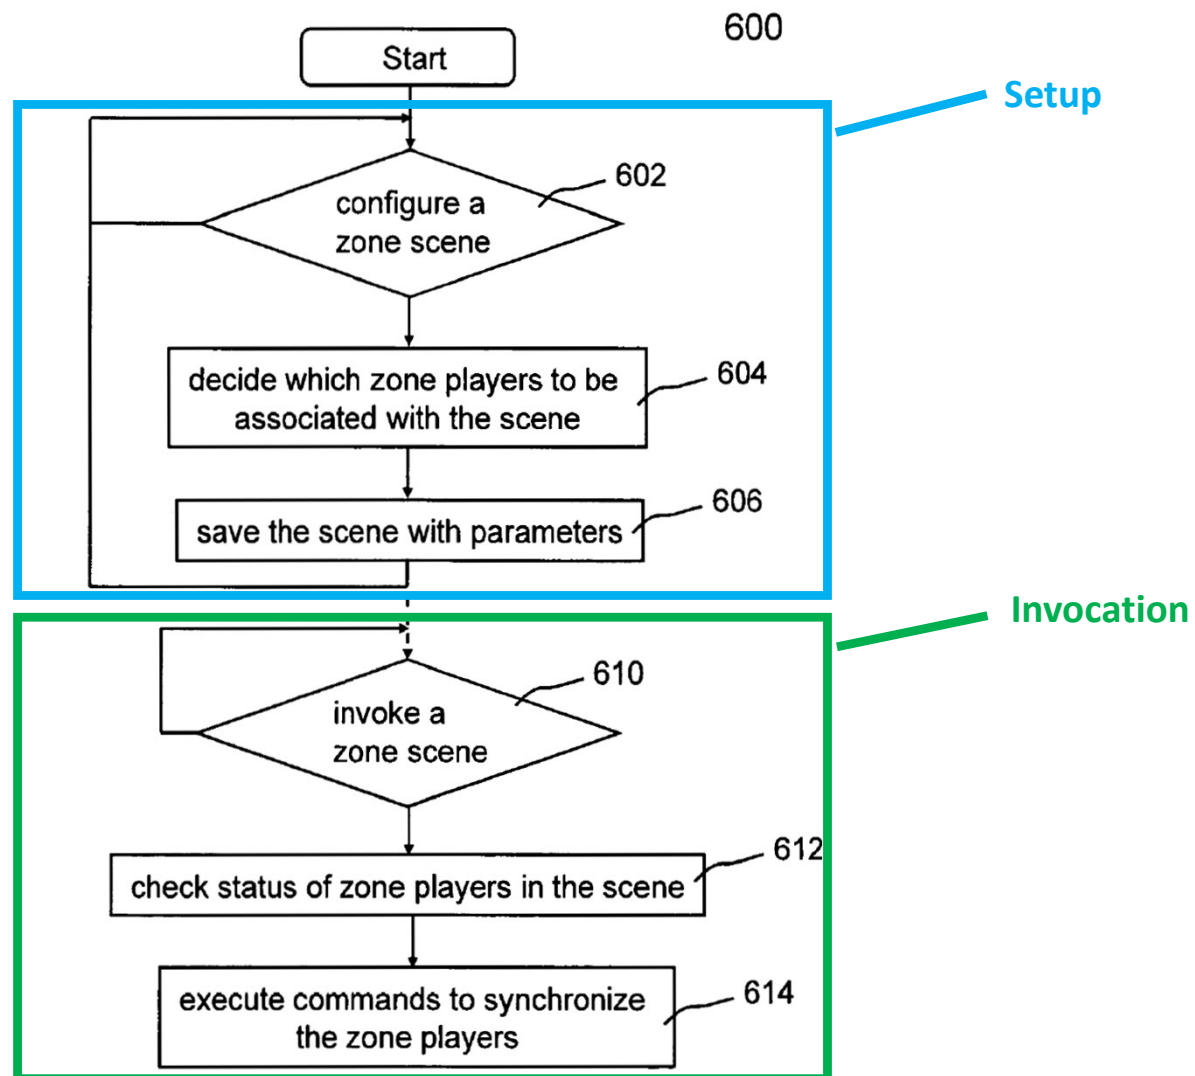 600
Start
Setup
602
configure a
zone scene
604
decide which zone players to be
associated with the scene
606
save the scene with parameters
Invocation
610
invoke a
zone scene
612
check status of zone players in the scene
614
execute commands to synchronize
the zone players